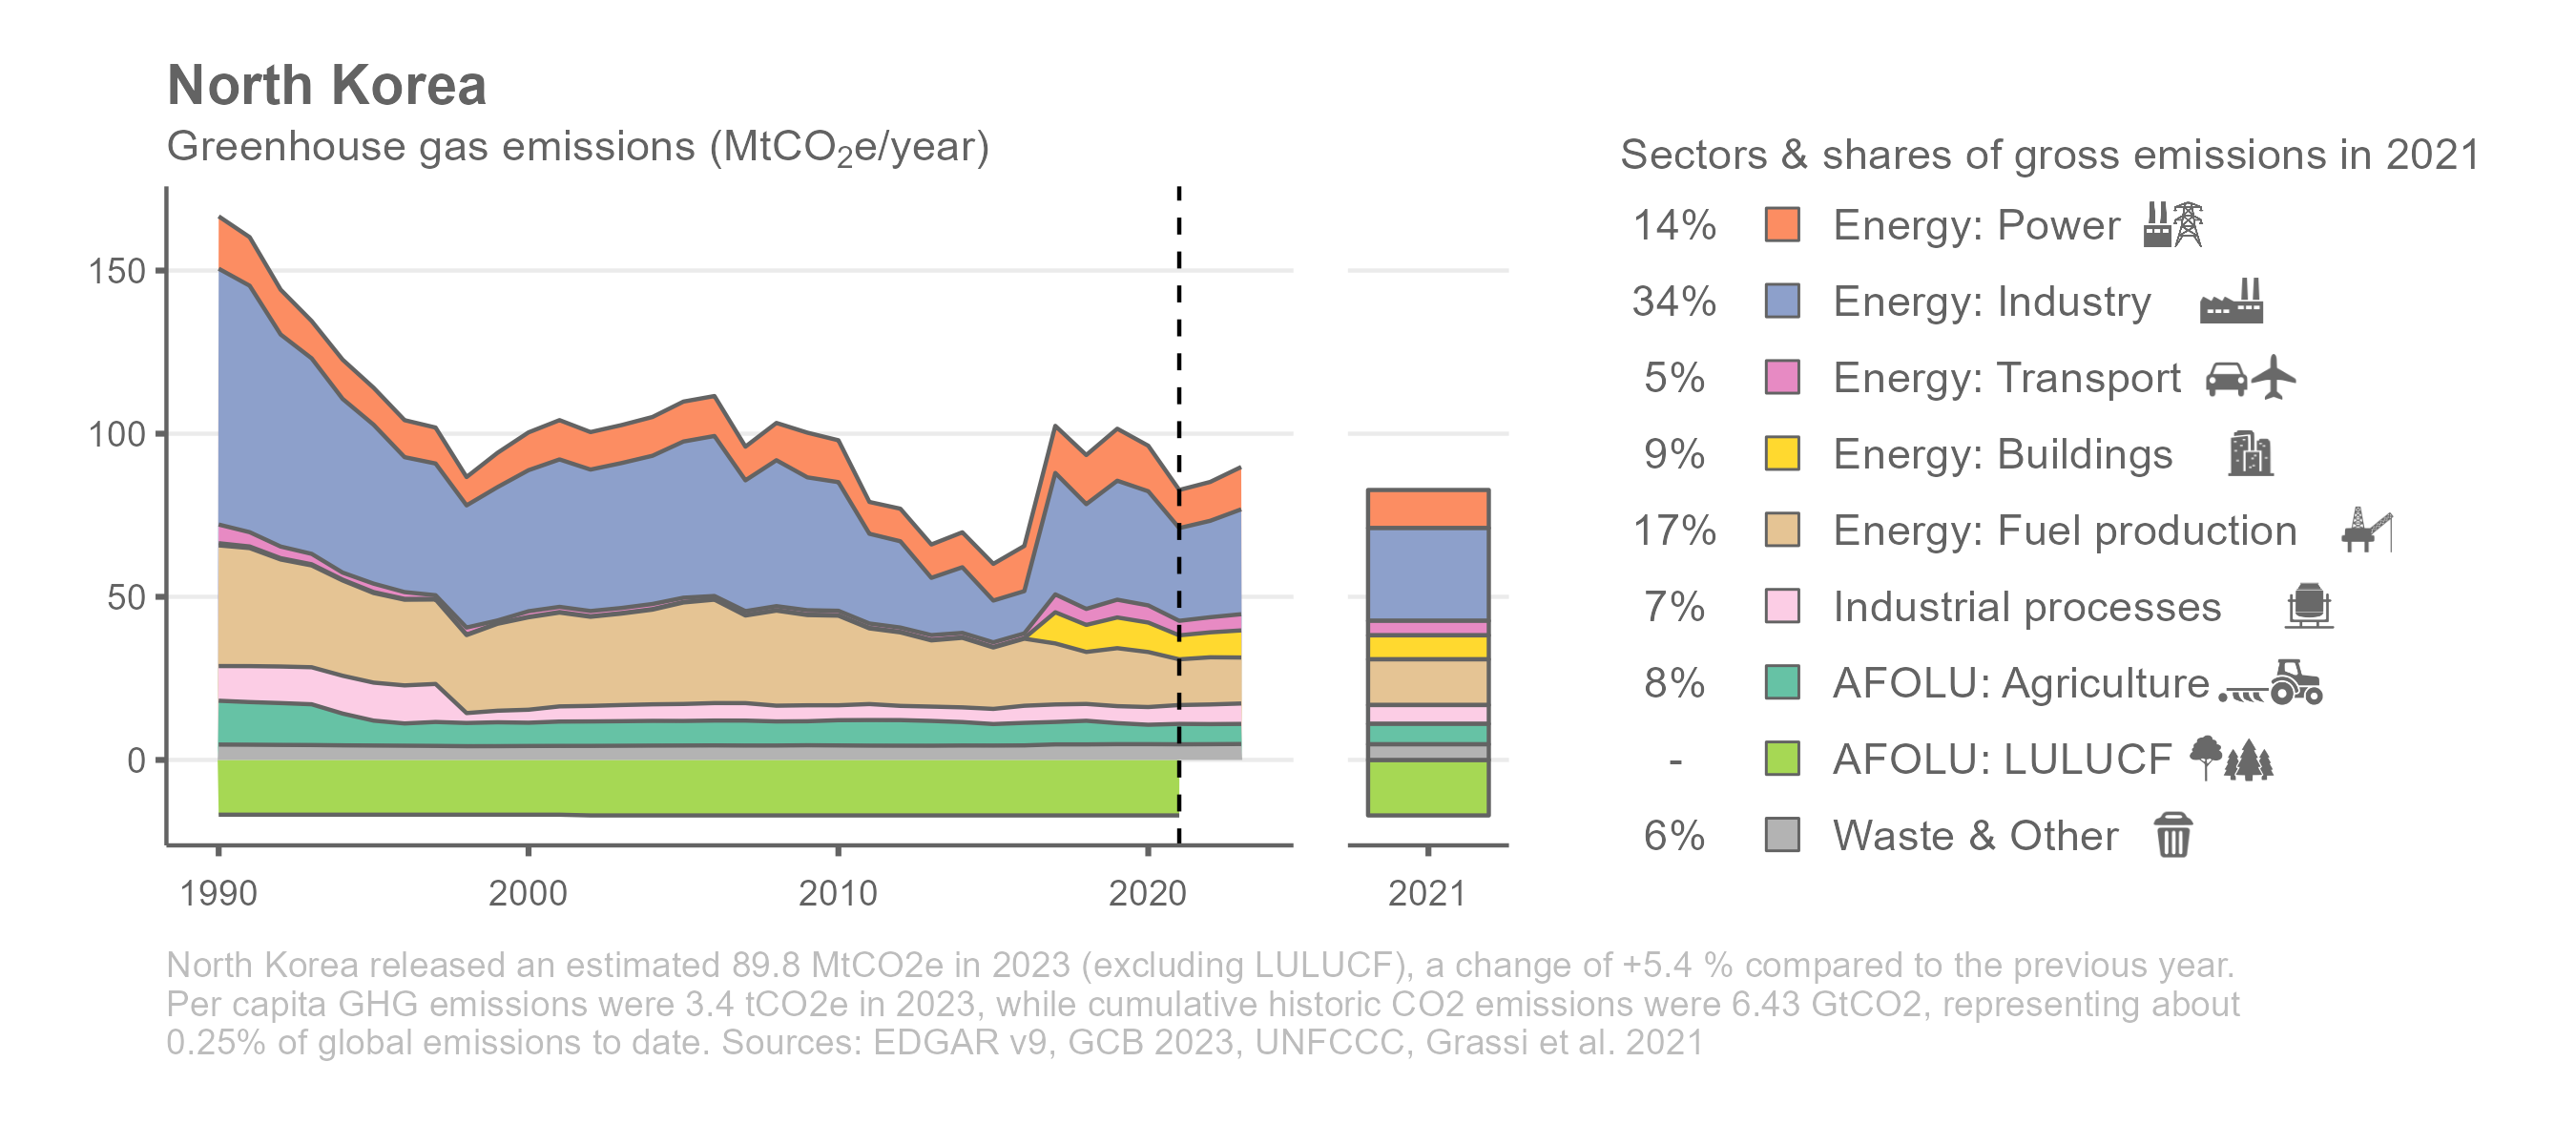 North Korea
Greenhouse gas emissions (MtCO₂e/year)
150
100
50
0
1990 2000 2010 2020
2021
Sectors & shares of gross emissions in 2021
14% Energy: Power
34% Energy: Industry
5% Energy: Transport
9% Energy: Buildings
17% Energy: Fuel production
7% Industrial processes
8% AFOLU: Agriculture
- AFOLU: LULUCF
6% Waste & Other
North Korea released an estimated 89.8 MtCO2e in 2023 (excluding LULUCF), a change of +5.4 % compared to the previous year.
Per capita GHG emissions were 3.4 tCO2e in 2023, while cumulative historic CO2 emissions were 6.43 GtCO2, representing about
0.25% of global emissions to date. Sources: EDGAR v9, GCB 2023, UNFCCC, Grassi et al. 2021